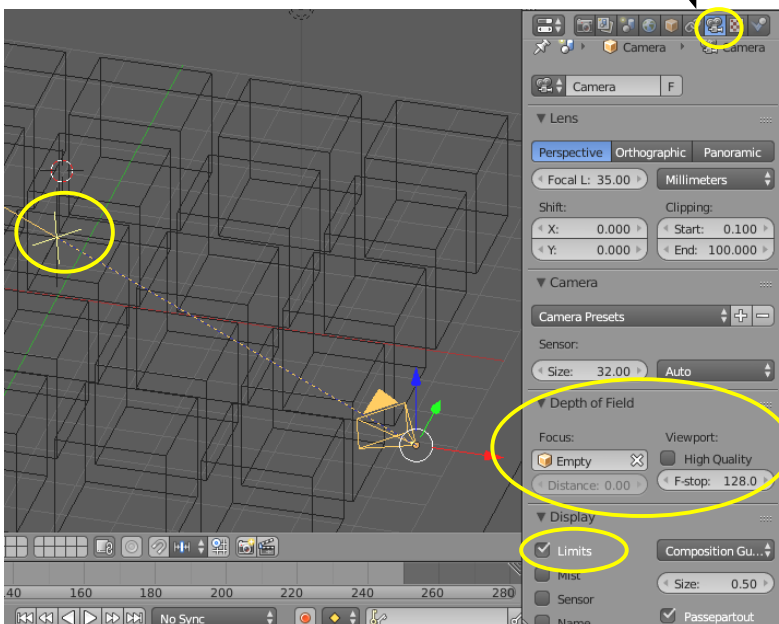 Camera Camera
Camera F
Lens
Perspective Orthographic Panoramic
Focal L: 35.00 Millimeters
Shift: Clipping:
X: 0.000 Start: 0.100
Y: 0.000 End: 100.000
Camera
Camera Presets
Sensor:
Size: 32.00 Auto
Depth of Field
Focus: Viewport:
Empty High Quality
Distance: 0.00 F-stop: 128.0
Display
Limits Composition Gu...
Mist Size: 0.50
Sensor
Name Passepartout
.40 160 180 200 220 240 260 280
No Sync